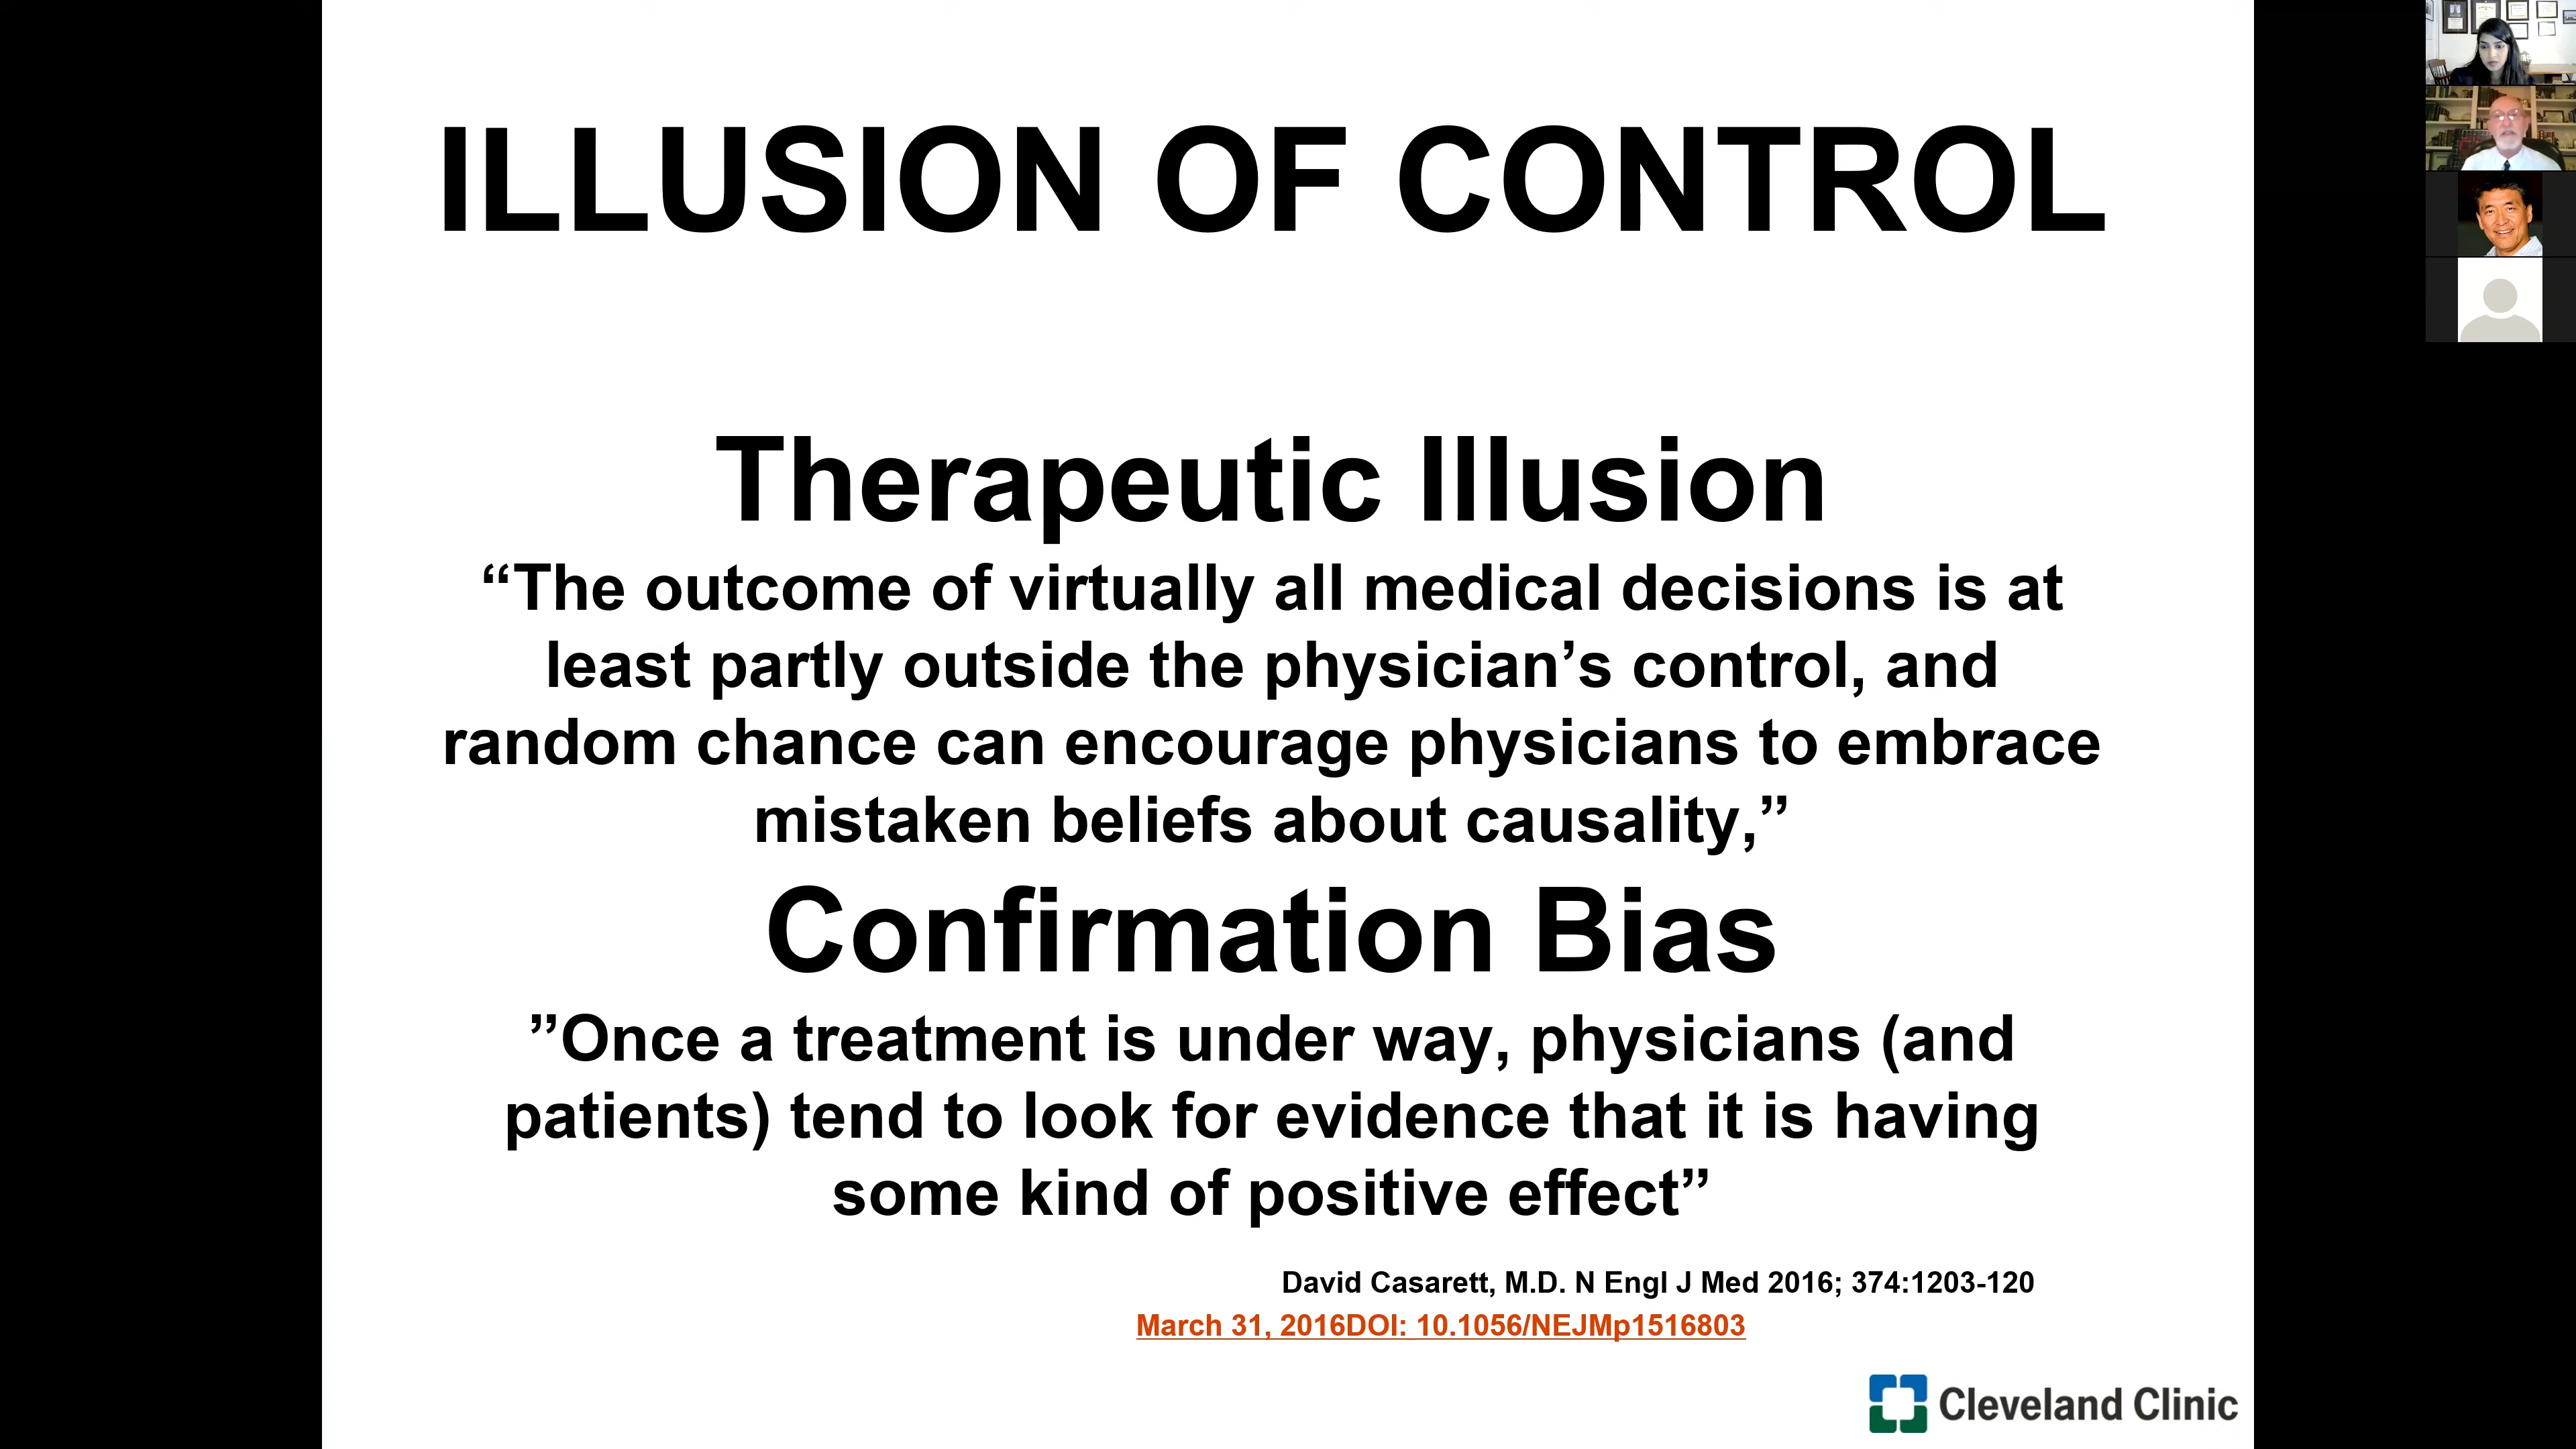 ILLUSION OF CONTROL
Therapeutic Illusion
“The outcome of virtually all medical decisions is at
least partly outside the physician’s control, and
random chance can encourage physicians to embrace
mistaken beliefs about causality,”
Confirmation Bias
”Once a treatment is under way, physicians (and
patients) tend to look for evidence that it is having
some kind of positive effect”
David Casarett, M.D. N Engl J Med 2016; 374:1203-120
March 31, 2016DOI: 10.1056/NEJMp1516803
Cleveland Clinic